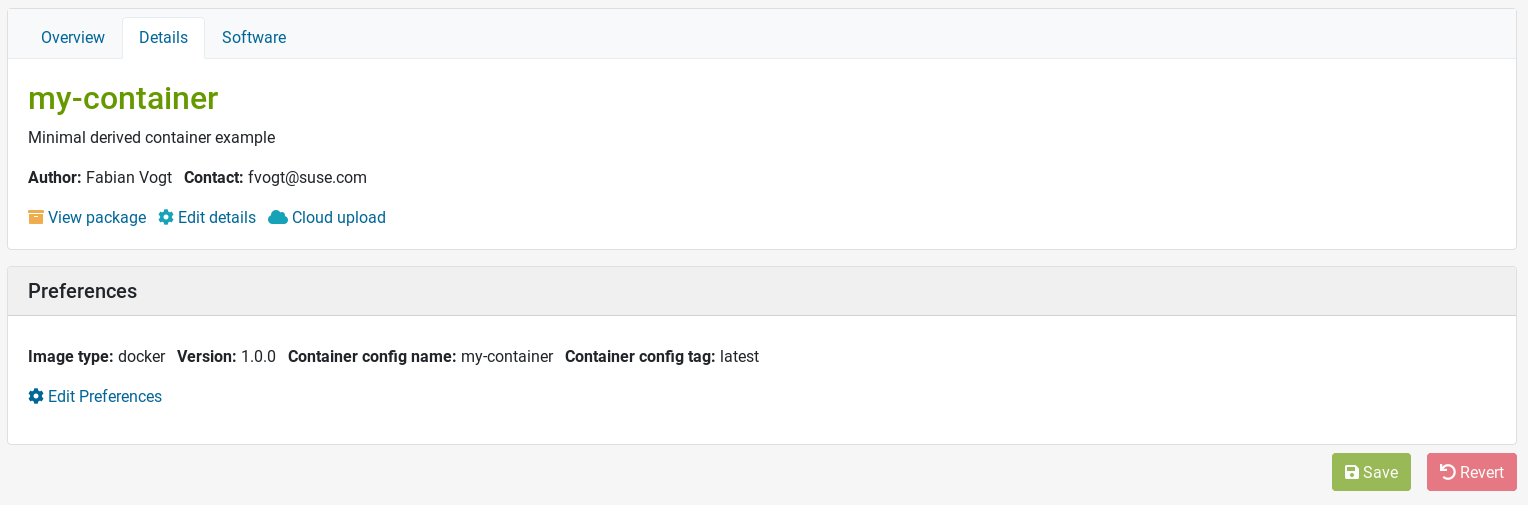 Overview Details Software
my-container
Minimal derived container example
Author: Fabian Vogt Contact: fvogt@suse.com
View package Edit details Cloud upload
Preferences
Image type: docker Version: 1.0.0 Container config name: my-container Container config tag: latest
Edit Preferences
Save Revert